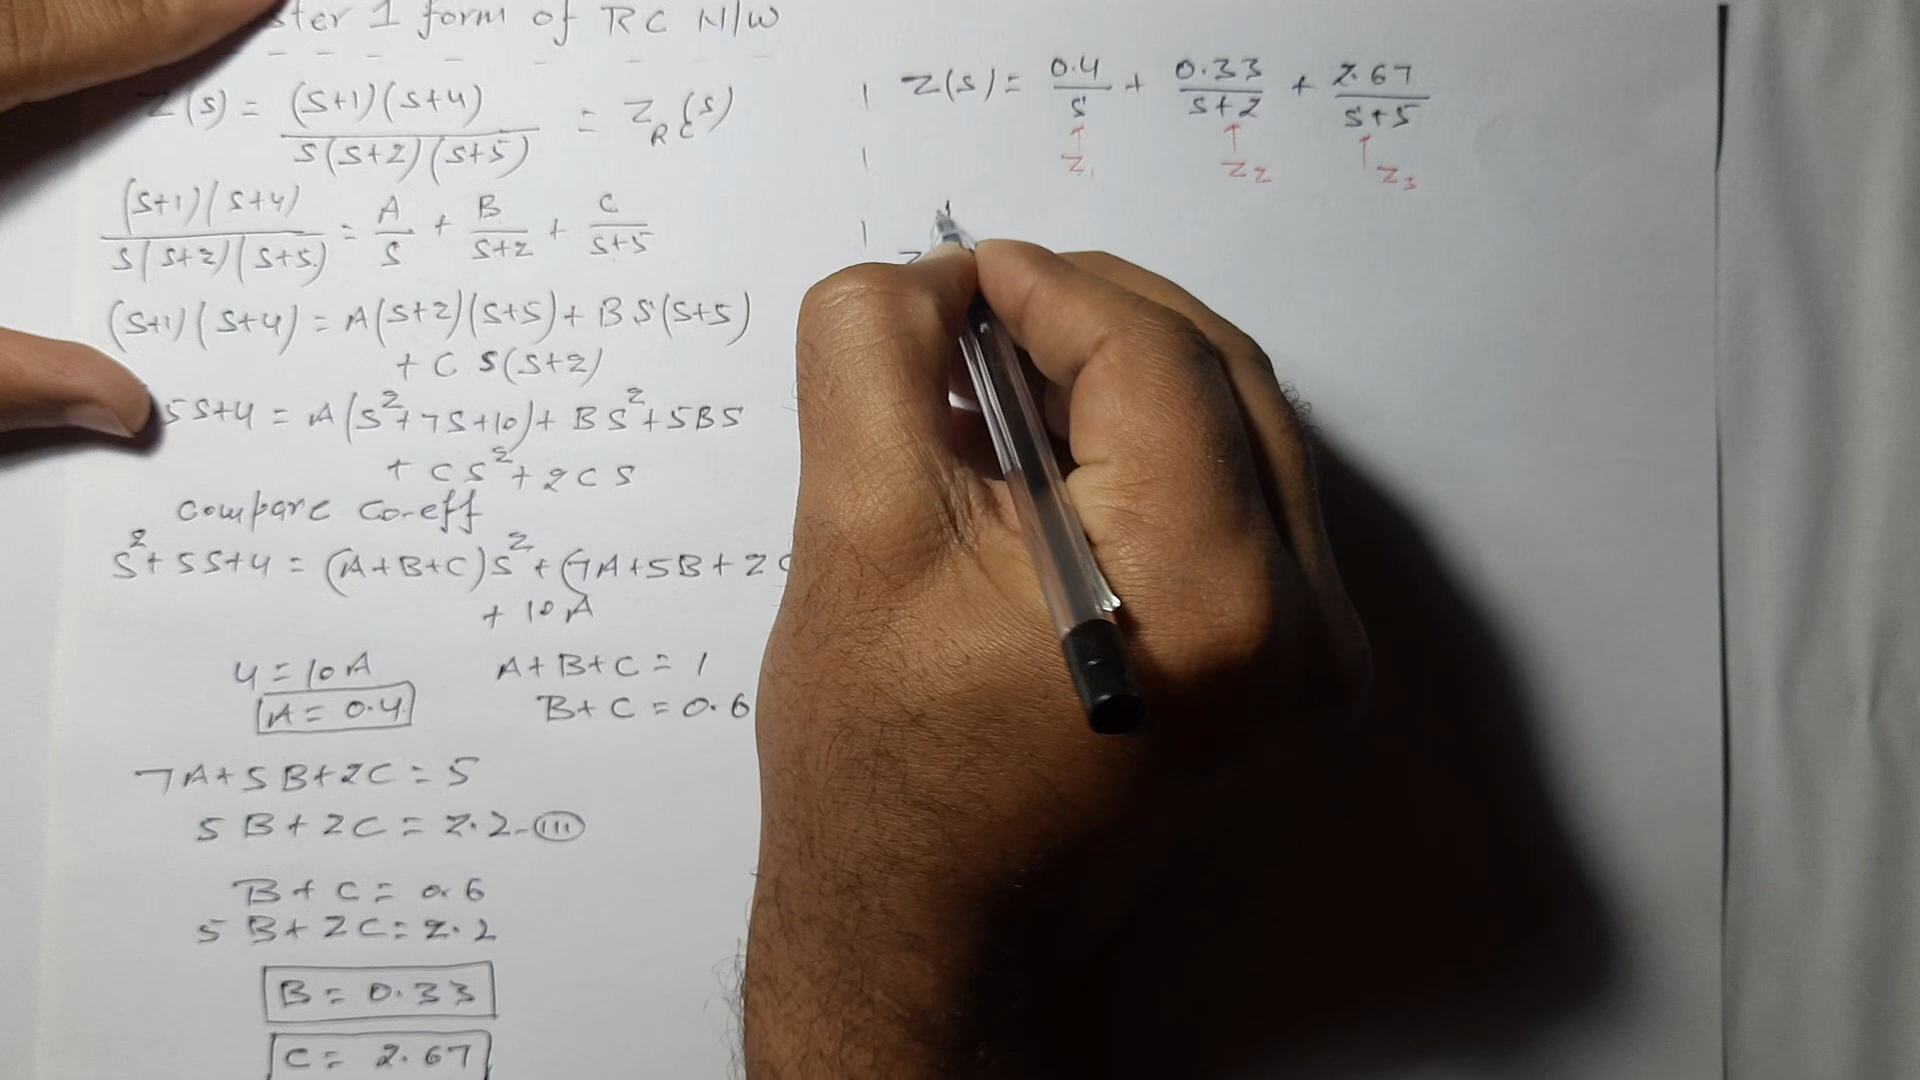 ster 1 form of RC N/W
Z(s) = (S+1)(S+4) / S(S+2)(S+5) = Z_RC(s)
(S+1)(S+4) / S(S+2)(S+5) = A/S + B/S+2 + C/S+5
(S+1)(S+4) = A(S+2)(S+5) + BS(S+5)
+ C S(S+2)
5S+4 = A(S²+7S+10) + BS² + 5BS
+ CS² + 2CS
Compare Co-eff
S² + 5S+4 = (A+B+C)S² + (7A+5B+2C
+ 10A
4 = 10A
A = 0.4
A+B+C = 1
B+C = 0.6
7A+5B+2C = 5
5B+2C = 2.2 - (III)
B + C = 0.6
5B+2C = 2.2
B = 0.33
C = 2.67
Z(s) = 0.4/S + 0.33/S+2 + 2.67/S+5
↑ ↑ ↑
Z₁ Z₂ Z₃